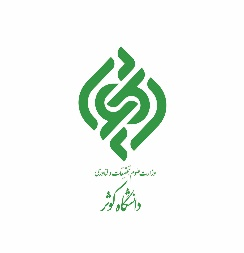 وزارت علوم تحقیقات و فناوری
دانشگاه کوثر